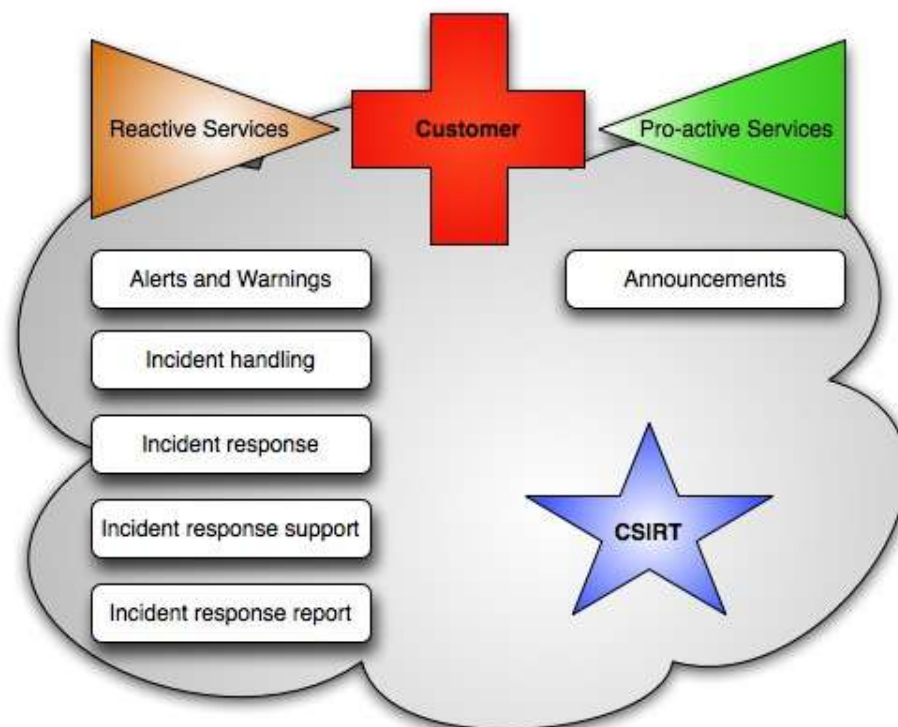 Reactive Services
Customer
Pro-active Services
Alerts and Warnings
Announcements
Incident handling
Incident response
Incident response support
CSIRT
Incident response report